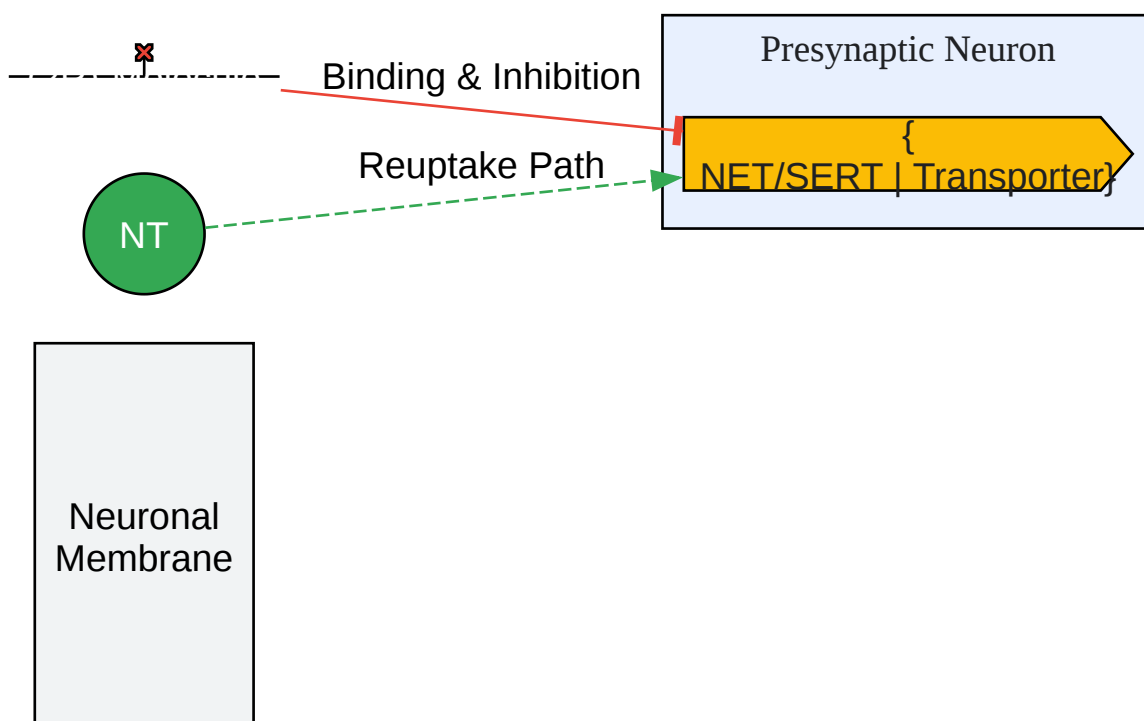 Presynaptic Neuron
Binding & Inhibition
{
NET/SERT | Transporter}
Reuptake Path
NT
Neuronal
Membrane